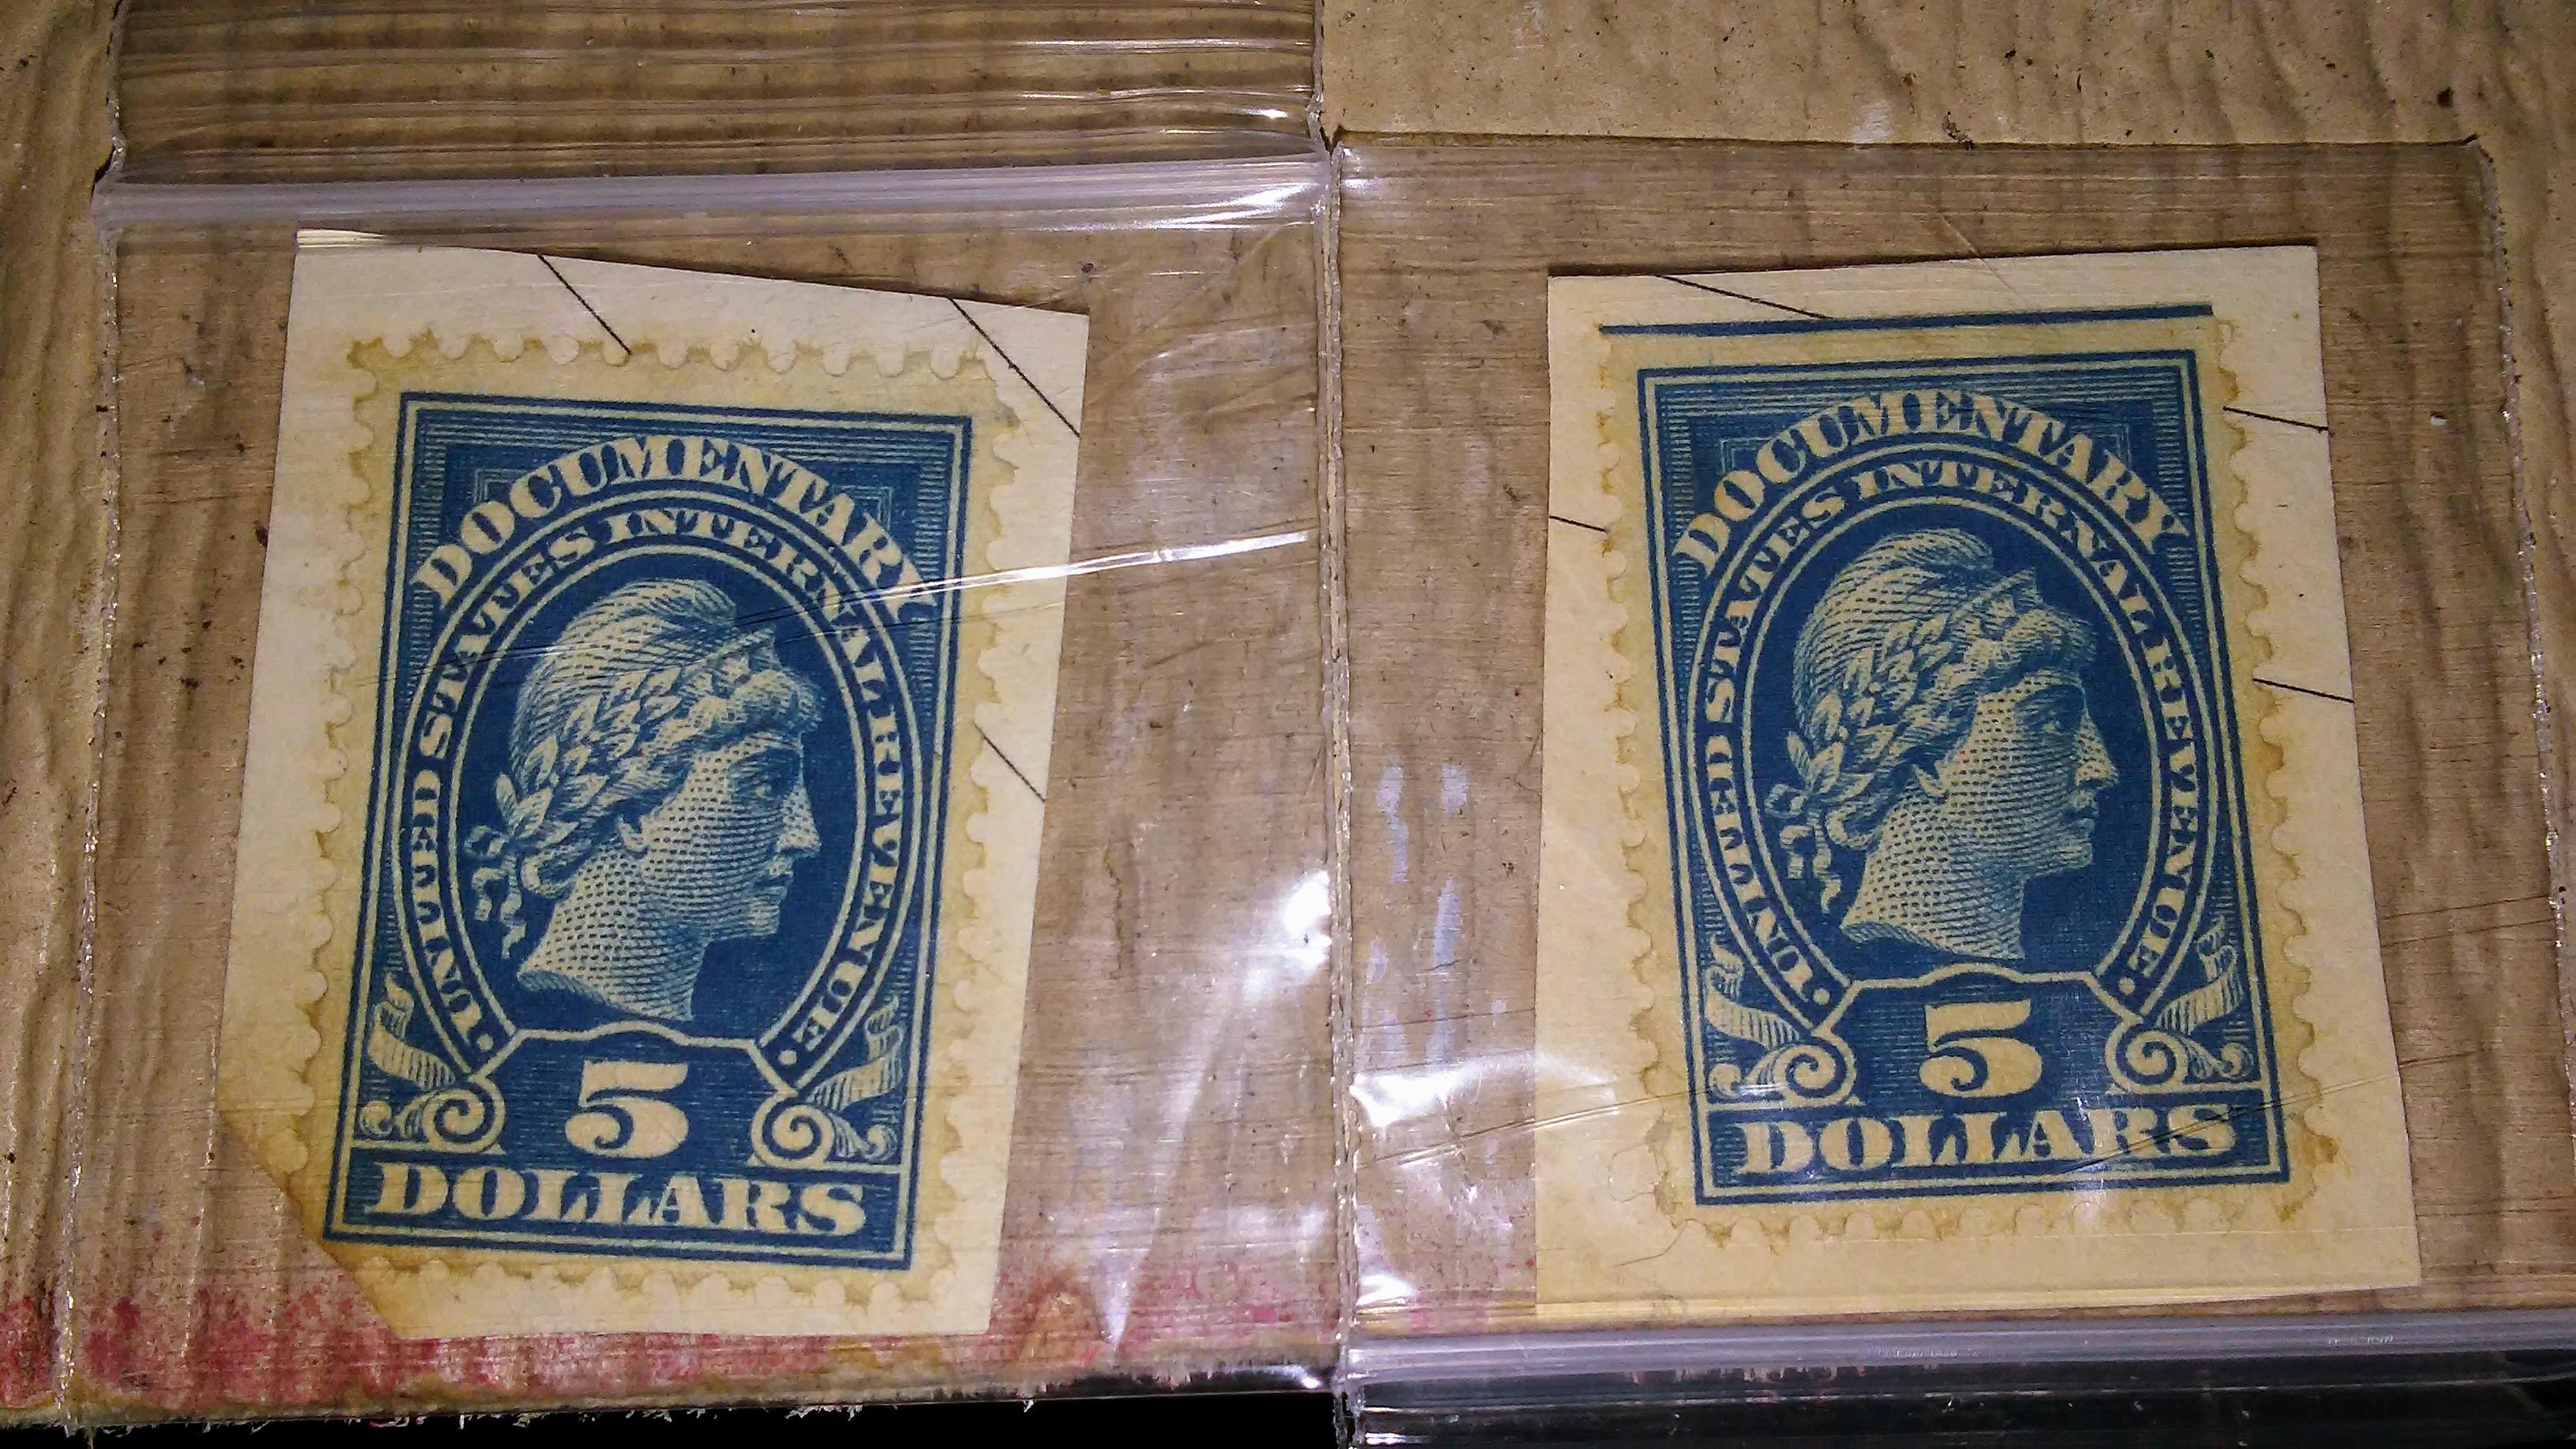 DOCUMENTARY
UNITED STATES INTERNAL REVENUE
5
DOLLARS
DOCUMENTARY
UNITED STATES INTERNAL REVENUE
5
DOLLARS